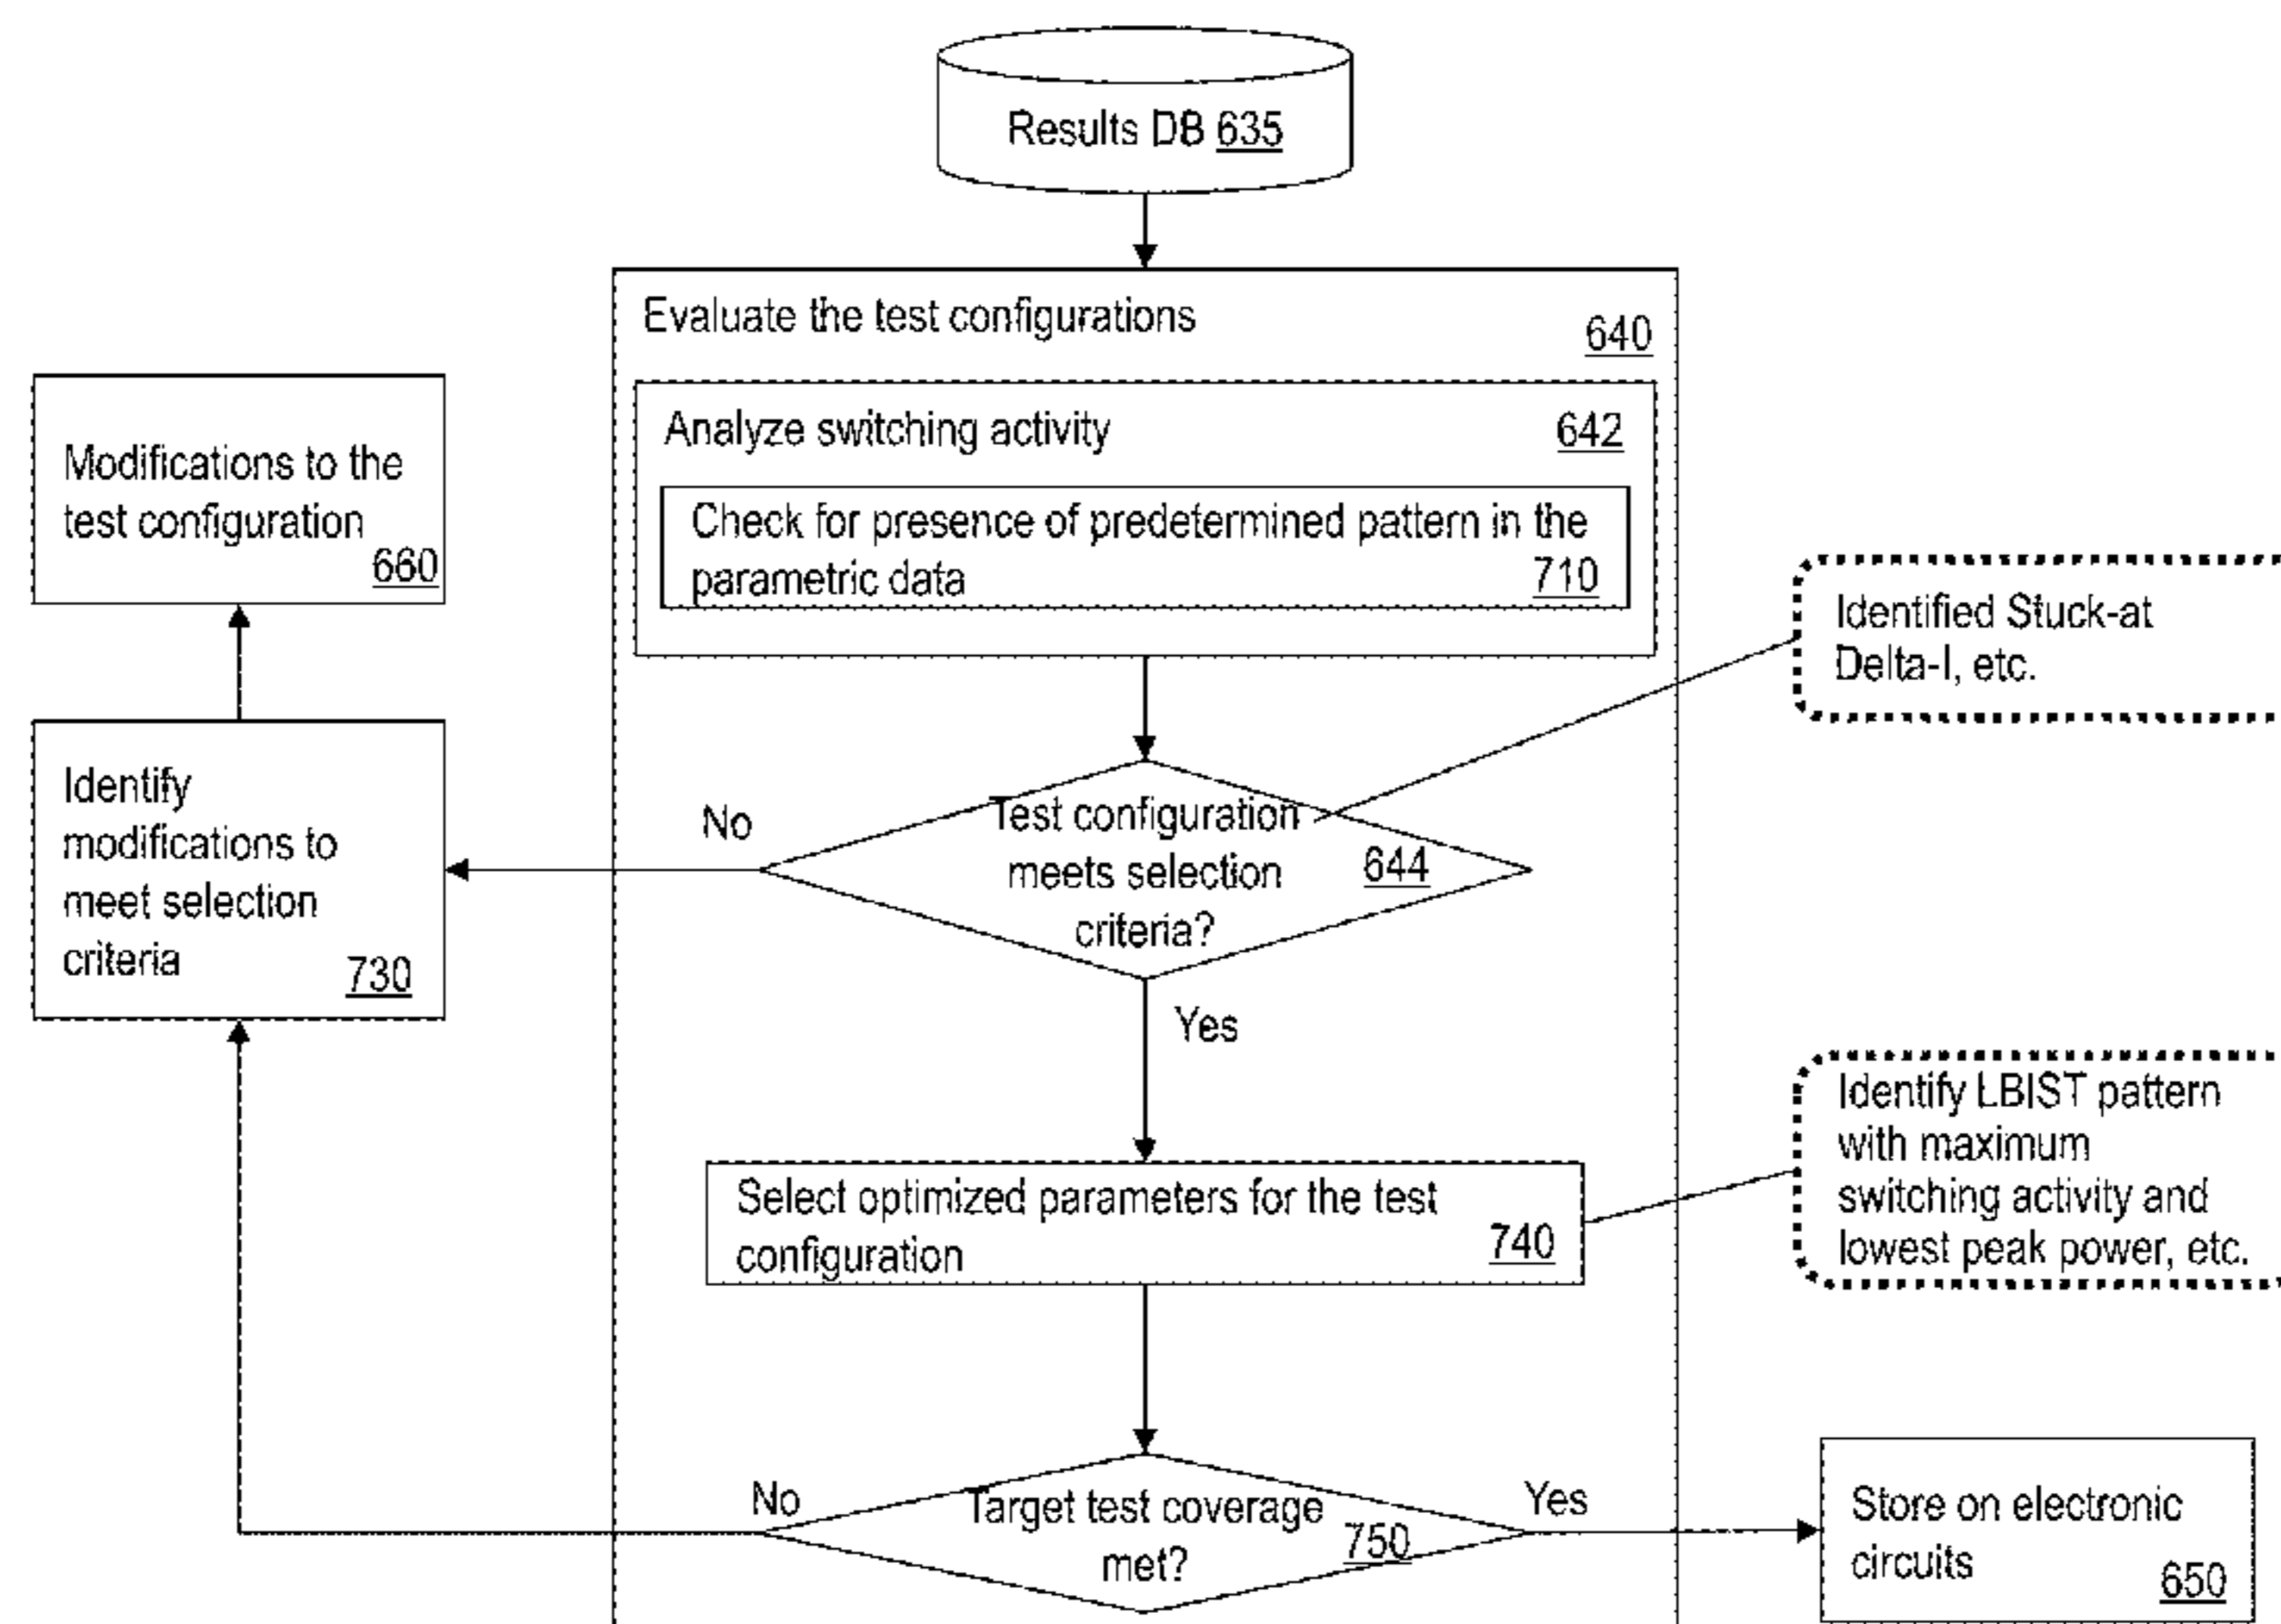 Results DB 635
Evaluate the test configurations
640
Analyze switching activity
642
Check for presence of predetermined pattern in the
parametric data
710
Modifications to the
test configuration
660
Identified Stuck-at
Delta-I, etc.
Identify
modifications to
meet selection
criteria
730
No
Test configuration
meets selection
criteria?
644
Yes
Select optimized parameters for the test
configuration
740
Identify LBIST pattern
with maximum
switching activity and
lowest peak power, etc.
No
Target test coverage
met?
750
Yes
Store on electronic
circuits
650